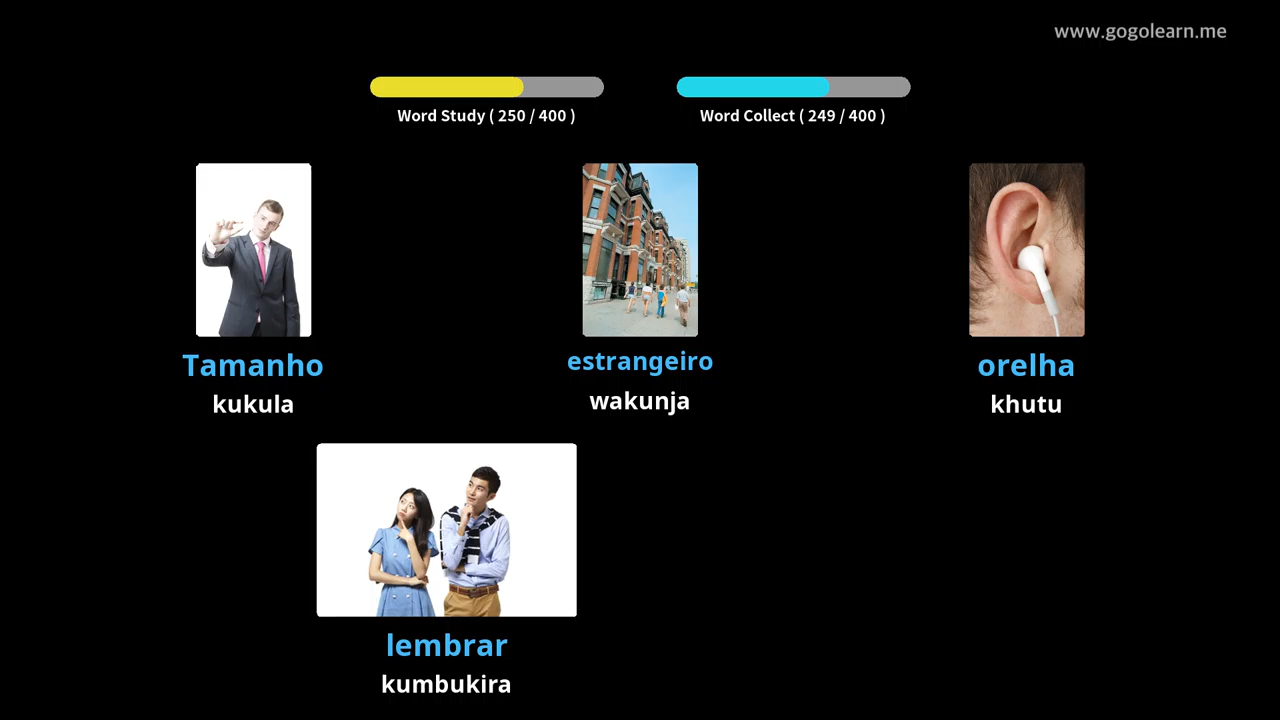 www.gogolearn.me
Word Study ( 250 / 400 )
Word Collect ( 249 / 400 )
Tamanho
kukula
estrangeiro
wakunja
orelha
khutu
lembrar
kumbukira